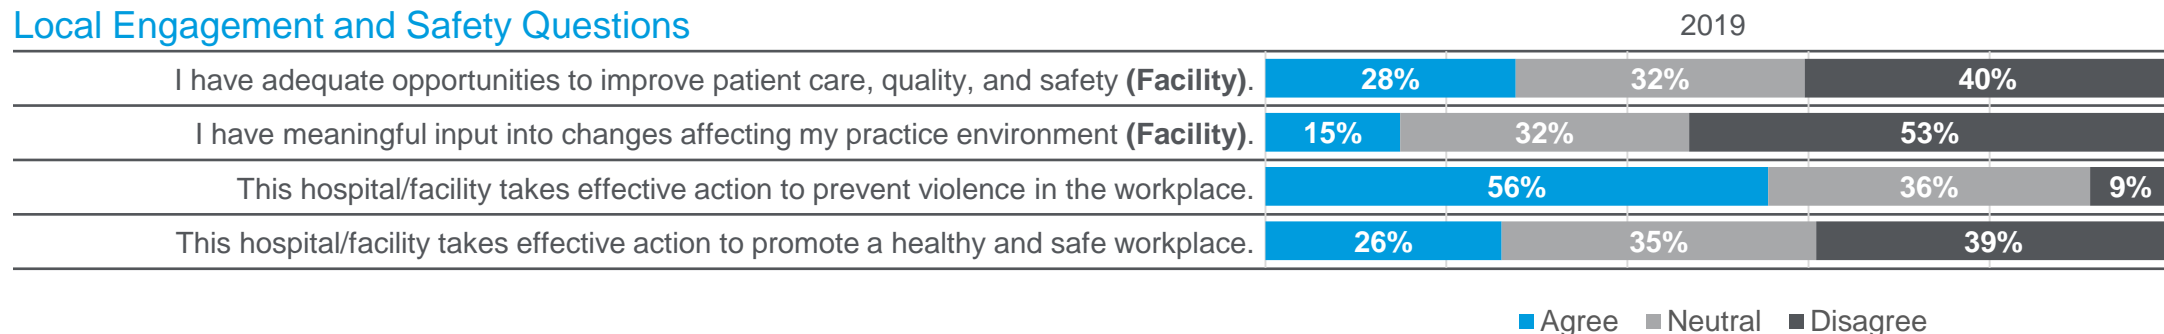 Local Engagement and Safety Questions 2019
I have adequate opportunities to improve patient care, quality, and safety (Facility). 28% 32% 40%
I have meaningful input into changes affecting my practice environment (Facility). 15% 32% 53%
This hospital/facility takes effective action to prevent violence in the workplace. 56% 36% 9%
This hospital/facility takes effective action to promote a healthy and safe workplace. 26% 35% 39%
Agree Neutral Disagree